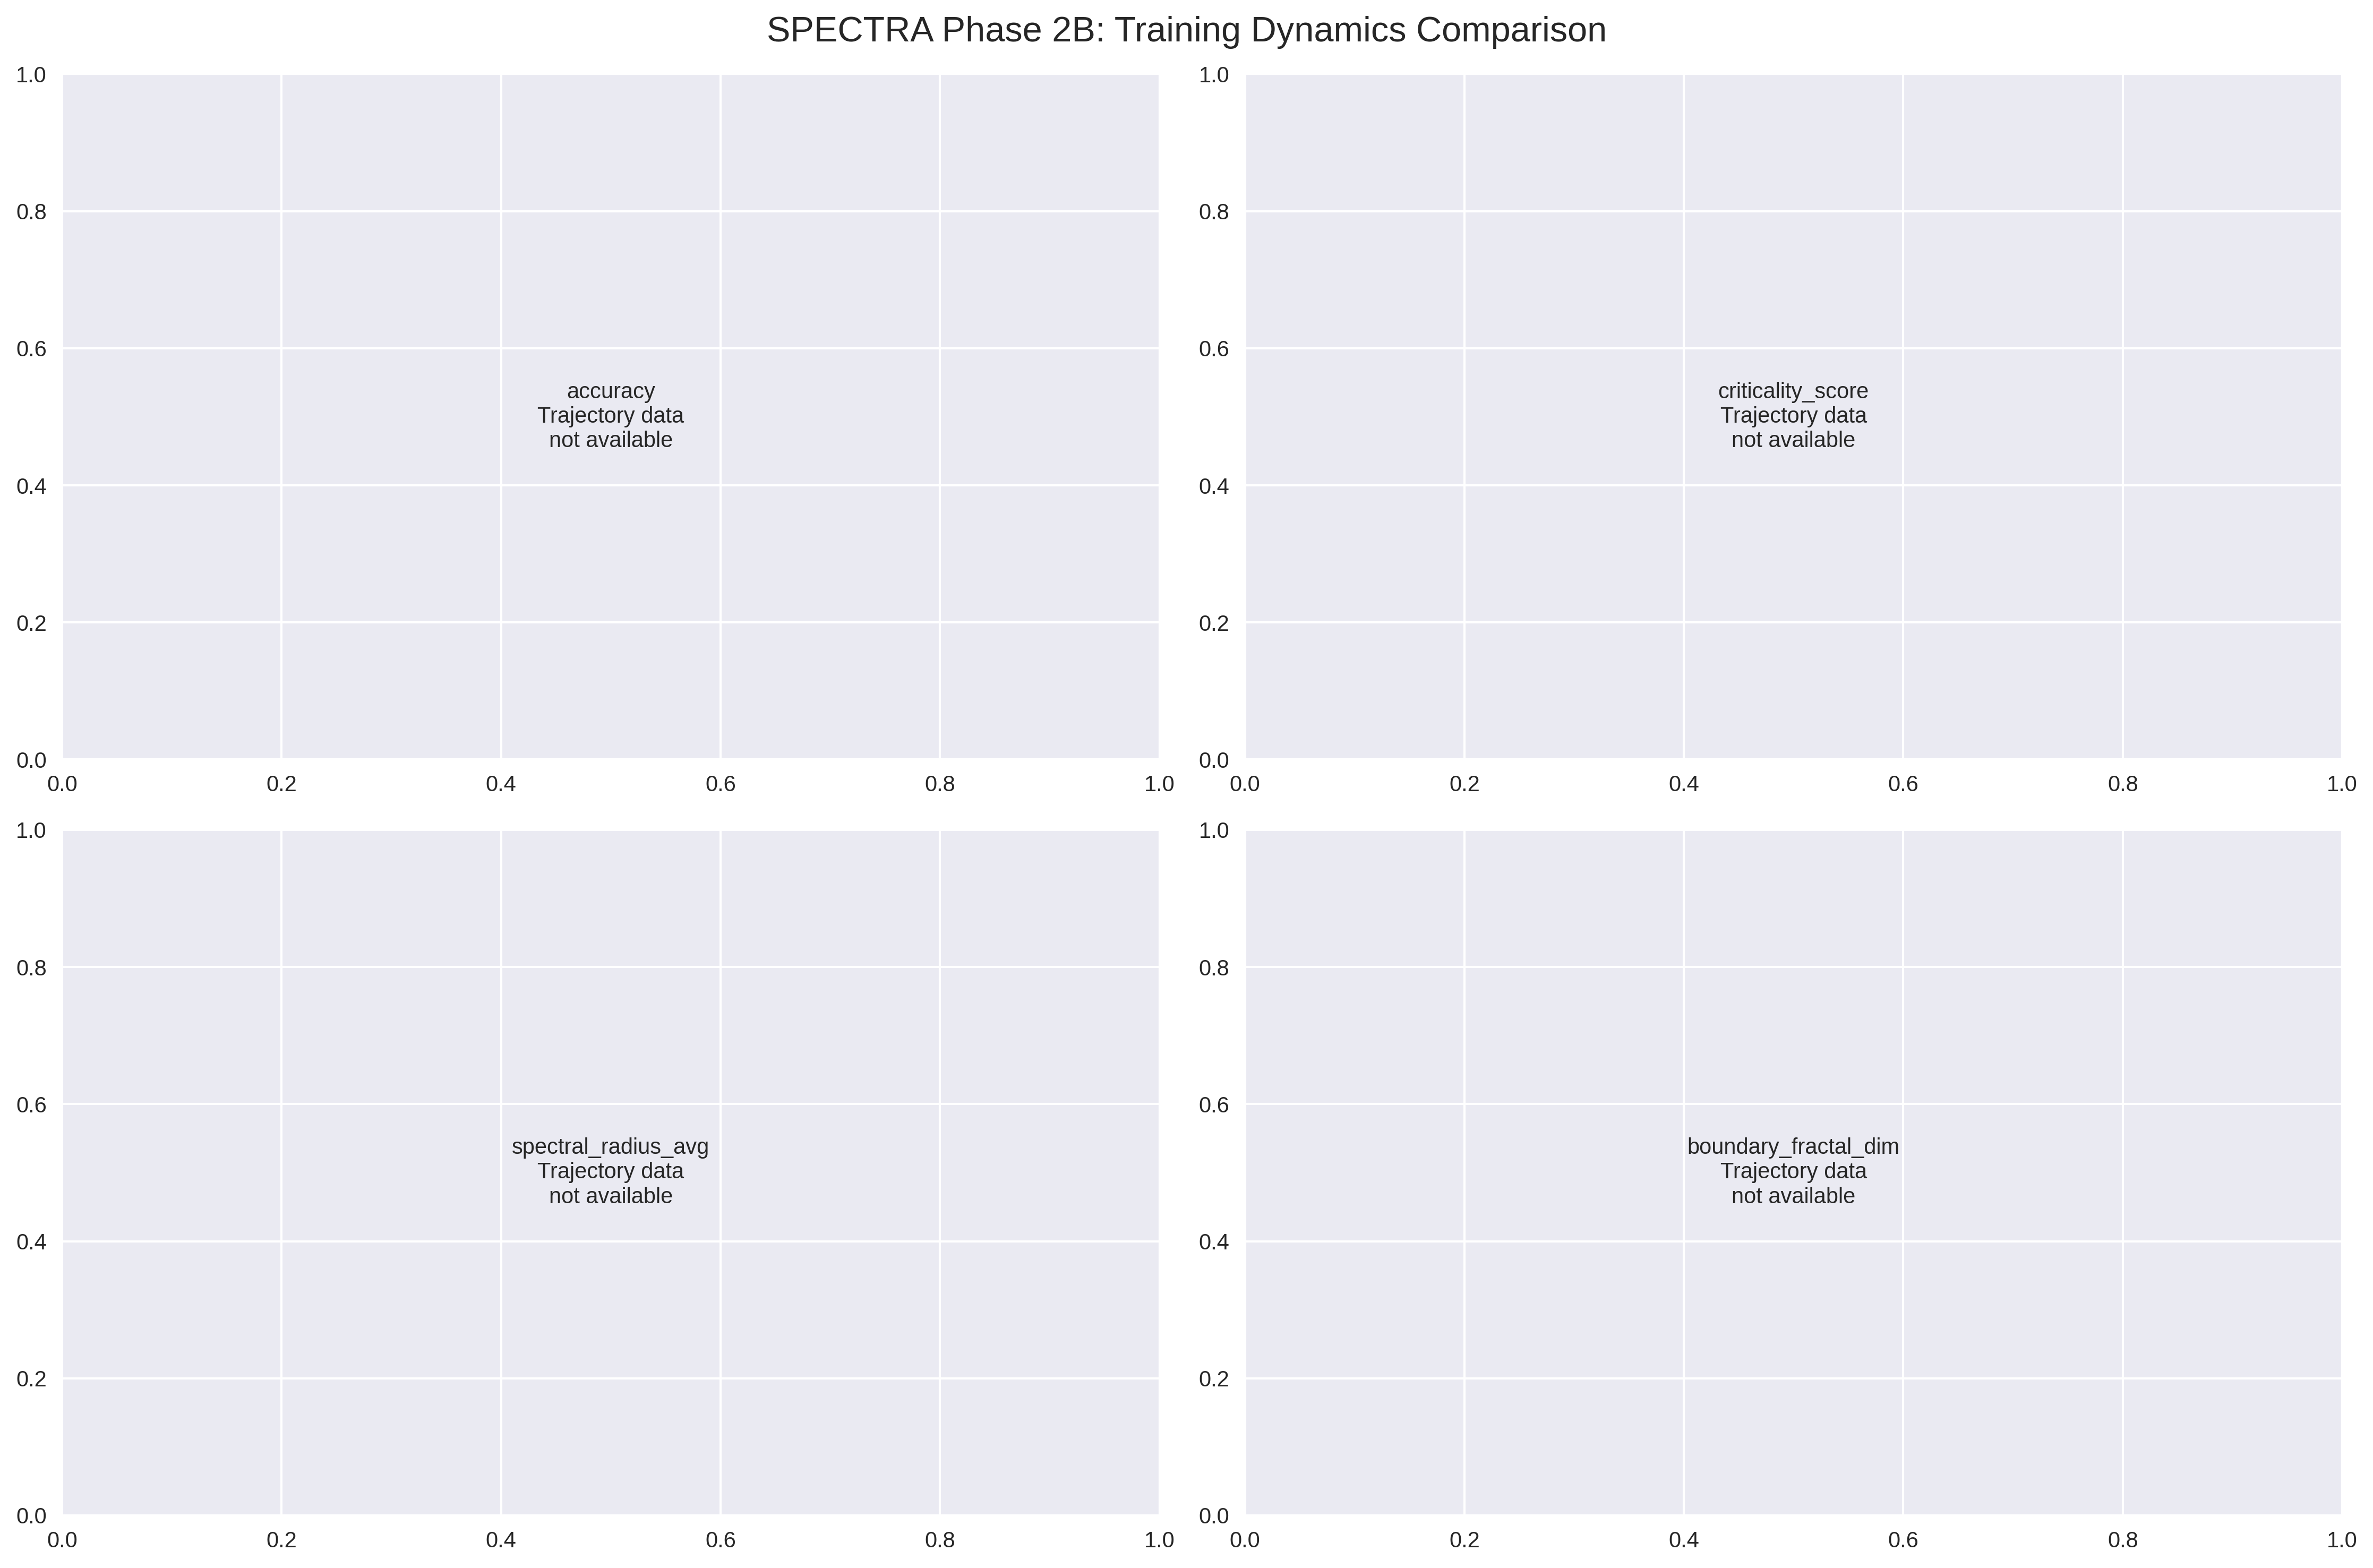 SPECTRA Phase 2B: Training Dynamics Comparison
1.0
0.8
0.6
0.4
0.2
0.0
accuracy
Trajectory data
not available
0.0 0.2 0.4 0.6 0.8 1.0
1.0
0.8
0.6
0.4
0.2
0.0
criticality_score
Trajectory data
not available
0.0 0.2 0.4 0.6 0.8 1.0
1.0
0.8
0.6
0.4
0.2
0.0
spectral_radius_avg
Trajectory data
not available
0.0 0.2 0.4 0.6 0.8 1.0
1.0
0.8
0.6
0.4
0.2
0.0
boundary_fractal_dim
Trajectory data
not available
0.0 0.2 0.4 0.6 0.8 1.0